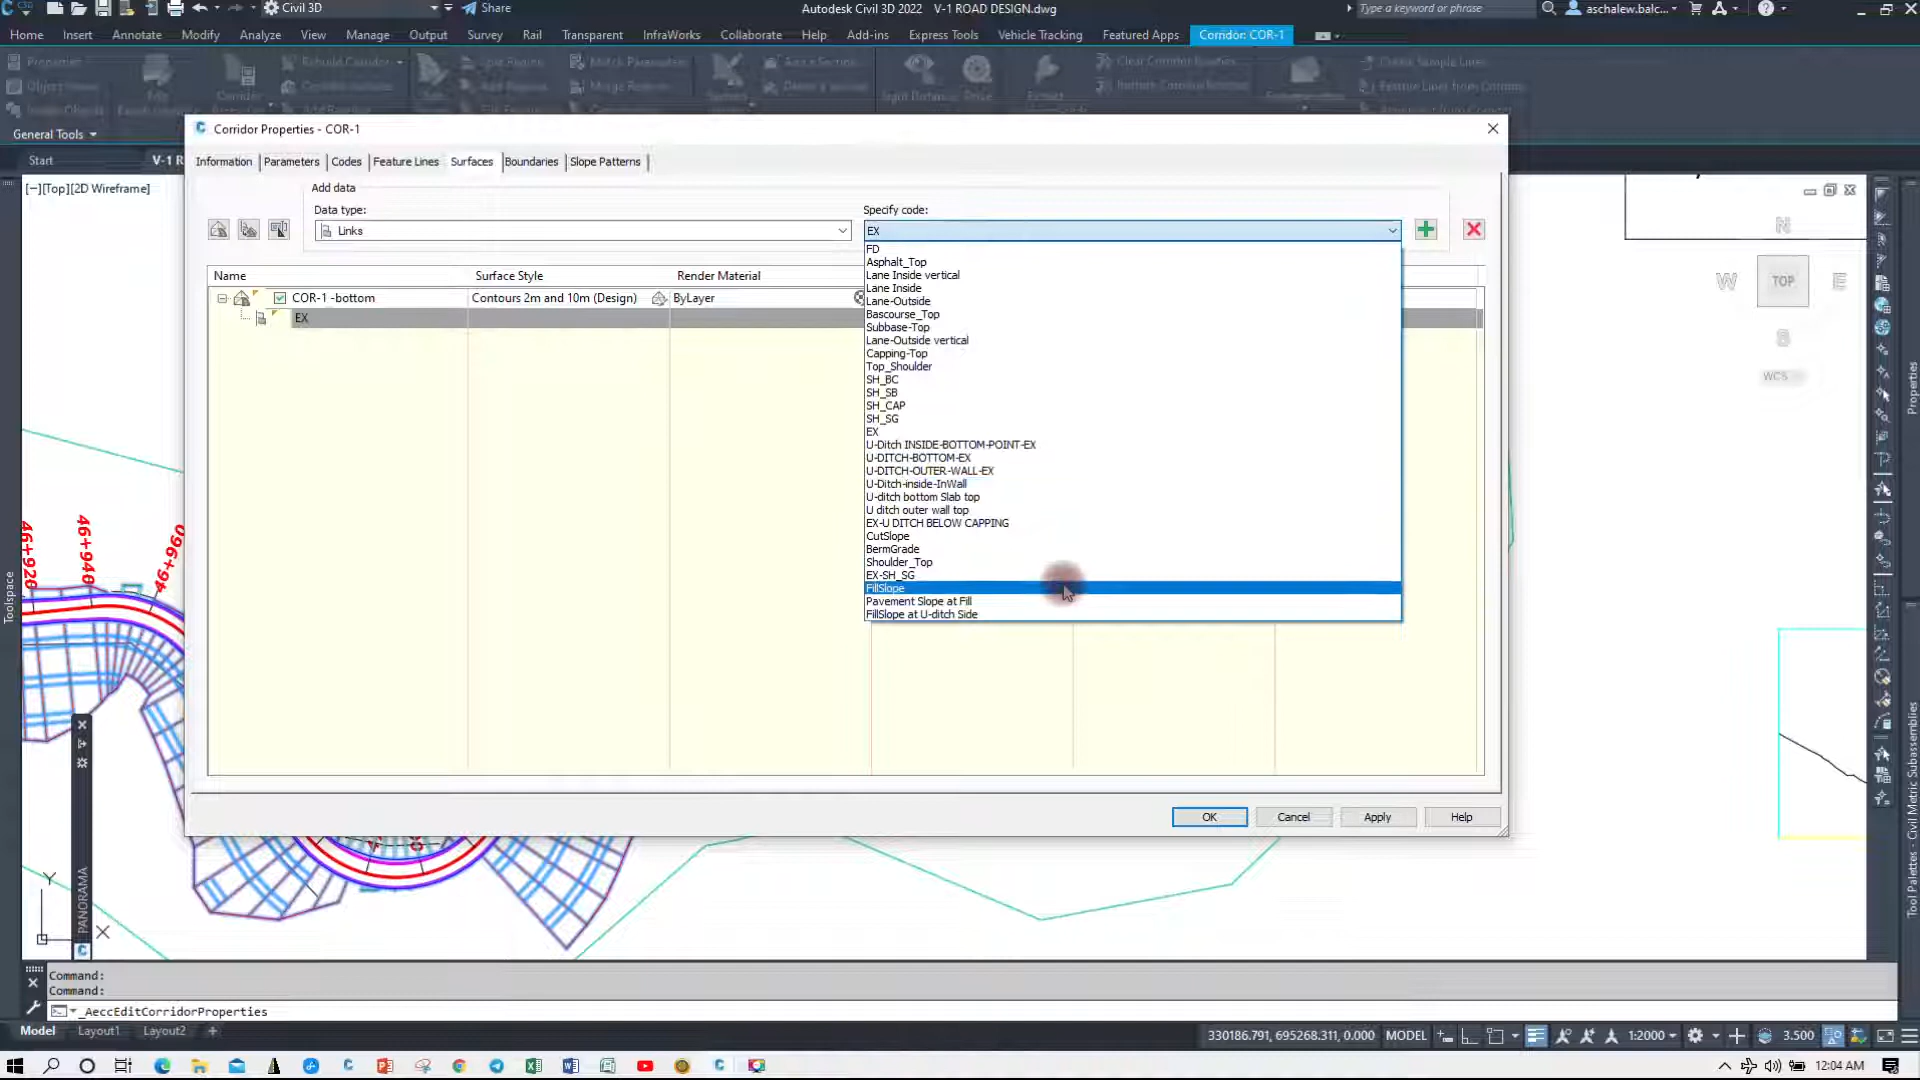 Civil 3D
Share
Autodesk Civil 3D 2022 V-1 ROAD DESIGN.dwg
Type a keyword or phrase
aschalew.balc...
Home Insert Annotate Modify Analyze View Manage Output Survey Rail Transparent InfraWorks Collaborate Help Add-ins Express Tools Vehicle Tracking Featured Apps Corridor: COR-1
General Tools
Start
V-1 R
[−][Top][2D Wireframe]
Corridor Properties - COR-1
Information Parameters Codes Feature Lines Surfaces Boundaries Slope Patterns
Add data
Data type:
Specify code:
Links
EX
Name Surface Style Render Material
COR-1 -bottom Contours 2m and 10m (Design) ByLayer
EX
FD
Asphalt_Top
Lane Inside vertical
Lane Inside
Lane-Outside
Bascourse_Top
Subbase-Top
Lane-Outside vertical
Capping-Top
Top_Shoulder
SH_BC
SH_SB
SH_CAP
SH_SG
EX
U-Ditch INSIDE-BOTTOM-POINT-EX
U-DITCH-BOTTOM-EX
U-DITCH-OUTER-WALL-EX
U-Ditch-inside-InWall
U-ditch bottom Slab top
U ditch outer wall top
EX-U DITCH BELOW CAPPING
CutSlope
BermGrade
Shoulder_Top
EX-SH_SG
FillSlope
Pavement Slope at Fill
FillSlope at U-ditch Side
OK Cancel Apply Help
N
W TOP E
S
WCS
46+920
46+940
46+960
Toolspace
PANORAMA
Properties
Tool Palettes - Civil Metric Subassemblies
Y
X
Command:
Command:
_AeccEditCorridorProperties
Model Layout1 Layout2 +
330186.791, 695268.311, 0.000 MODEL 1:2000 3.500
12:04 AM